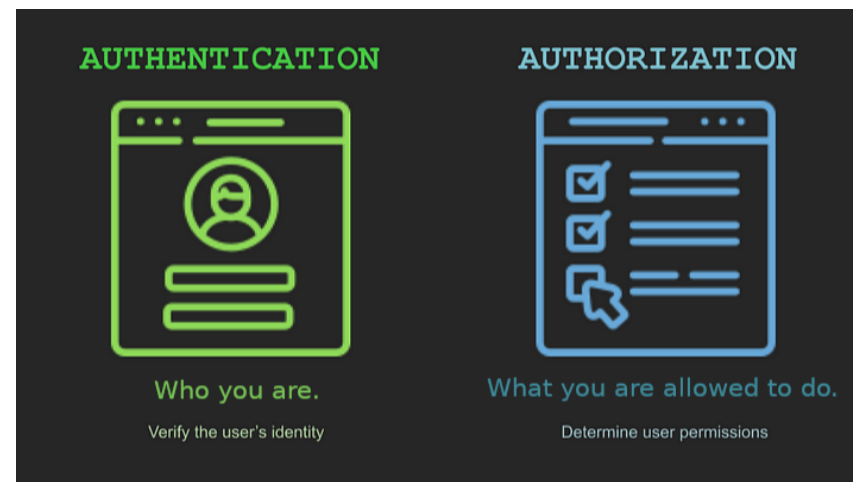 AUTHENTICATION
Who you are.
Verify the user's identity
AUTHORIZATION
What you are allowed to do.
Determine user permissions